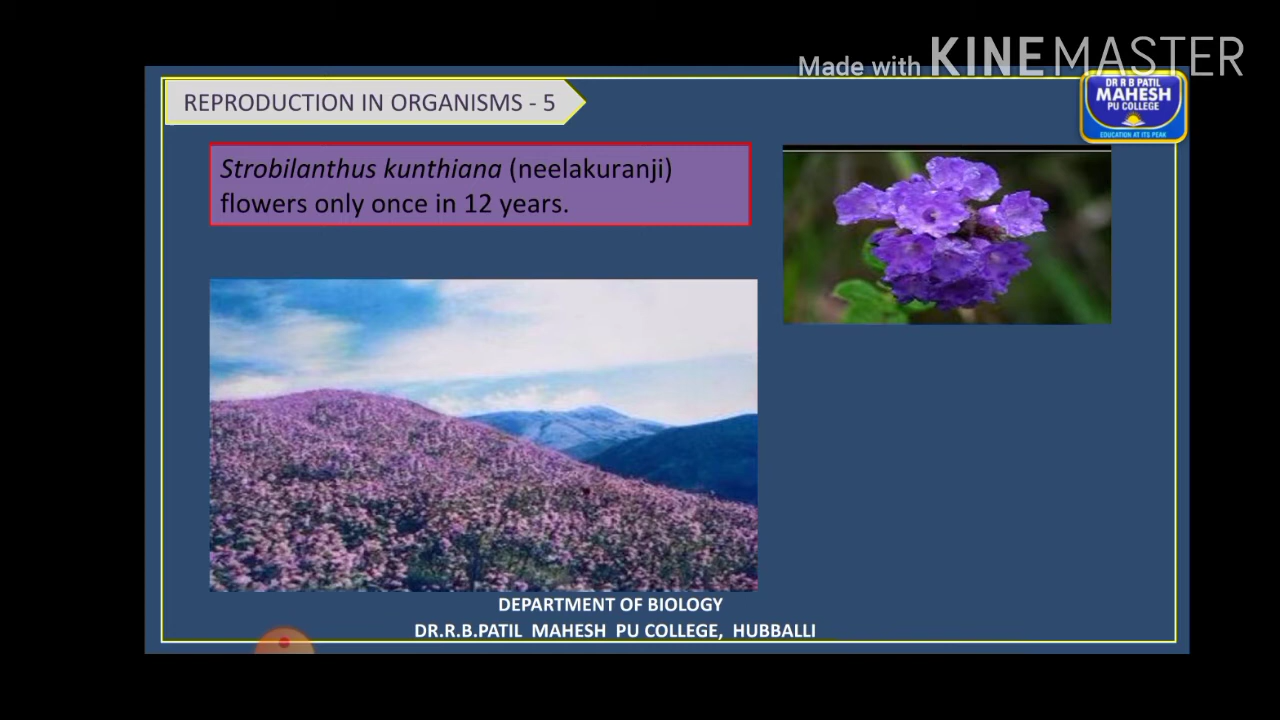 Made with KINEMASTER
REPRODUCTION IN ORGANISMS - 5
DR R B PATIL
MAHESH
PU COLLEGE
EDUCATION AT ITS PEAK
Strobilanthus kunthiana (neelakuranji)
flowers only once in 12 years.
DEPARTMENT OF BIOLOGY
DR.R.B.PATIL MAHESH PU COLLEGE, HUBBALLI